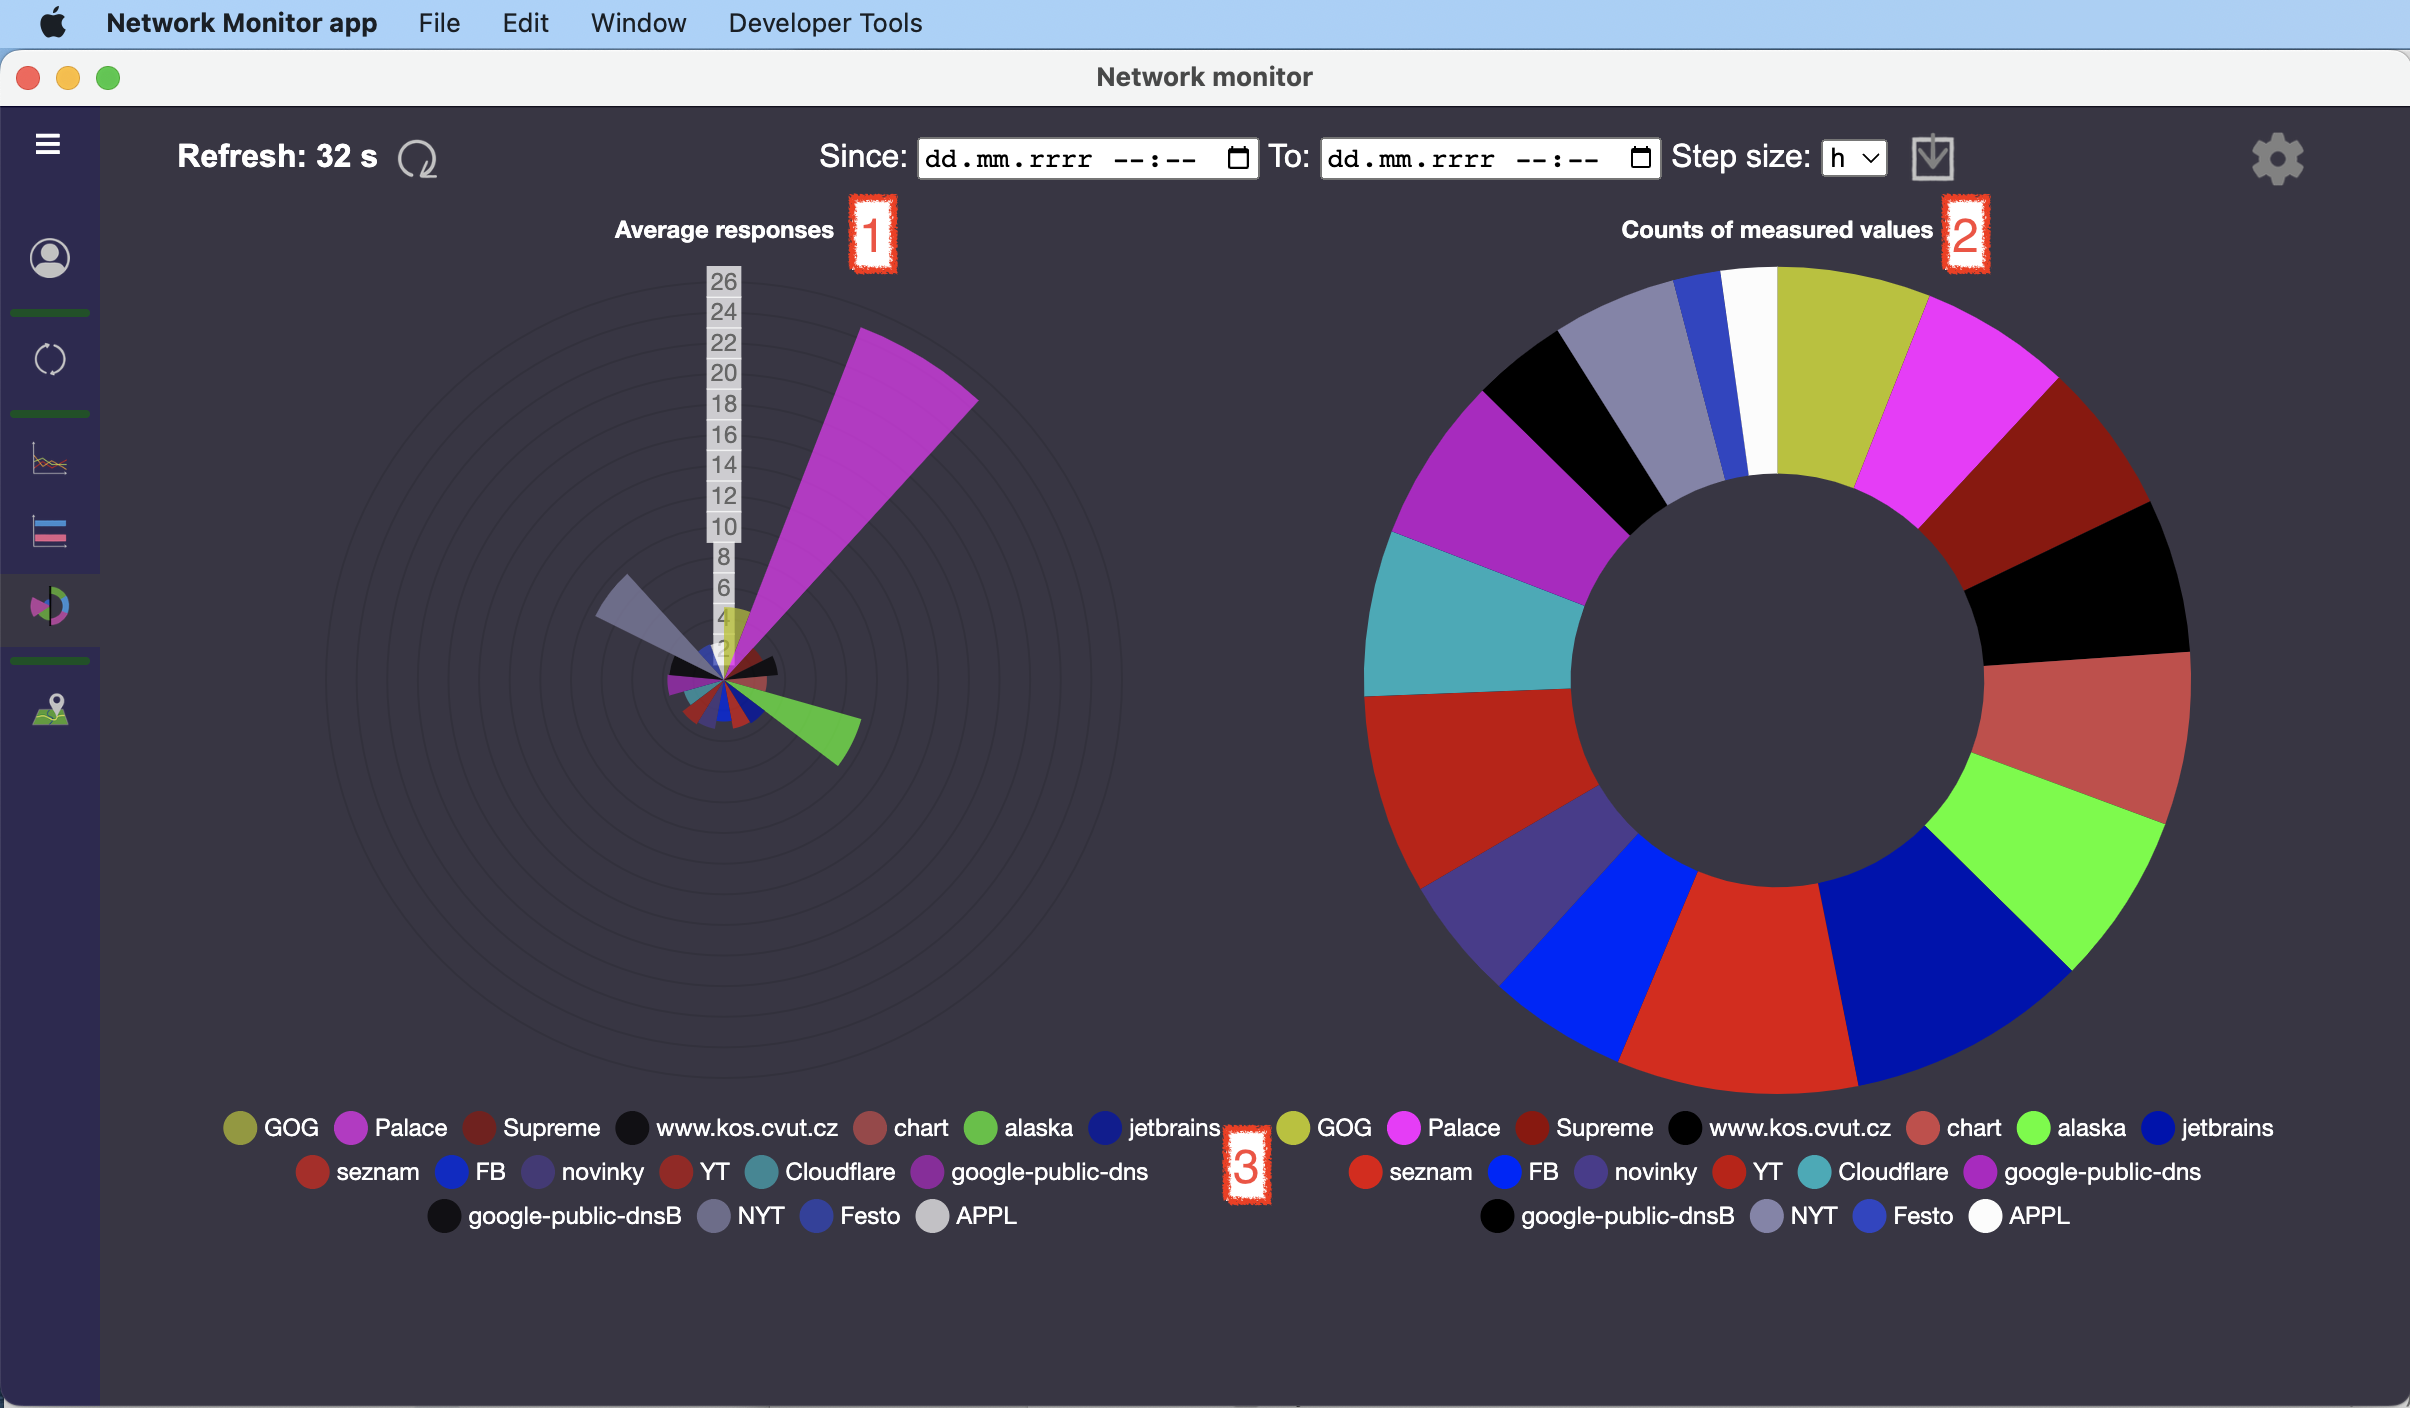 Network Monitor app File Edit Window Developer Tools
Network monitor
Refresh: 32 s Since: dd.mm.rrrr --:-- To: dd.mm.rrrr --:-- Step size: h
Average responses 1
Counts of measured values 2
26
24
22
20
18
16
14
12
10
8
6
4
2
GOG Palace Supreme www.kos.cvut.cz chart alaska jetbrains
seznam FB novinky YT Cloudflare google-public-dns
google-public-dnsB NYT Festo APPL
3
GOG Palace Supreme www.kos.cvut.cz chart alaska jetbrains
seznam FB novinky YT Cloudflare google-public-dns
google-public-dnsB NYT Festo APPL